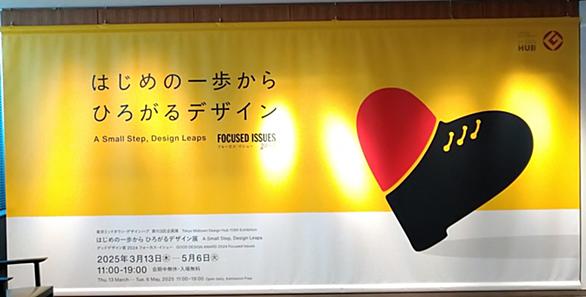 はじめの一歩から
ひろがるデザイン
A Small Step, Design Leaps
FOCUSED ISSUES
フォーカス・イシュー
HUB
東京ミッドタウン・デザインハブ 第113回企画展 Tokyo Midtown Design Hub 113th Exhibition
はじめの一歩から ひろがるデザイン展 A Small Step, Design Leaps
グッドデザイン賞 2024 フォーカス・イシュー GOOD DESIGN AWARD 2024 Focused Issues
2025年3月13日木—5月6日火
11:00-19:00 会期中無休・入場無料
Thu, 13 March — Tue, 6 May, 2025 11:00-19:00 Open daily, Admission Free